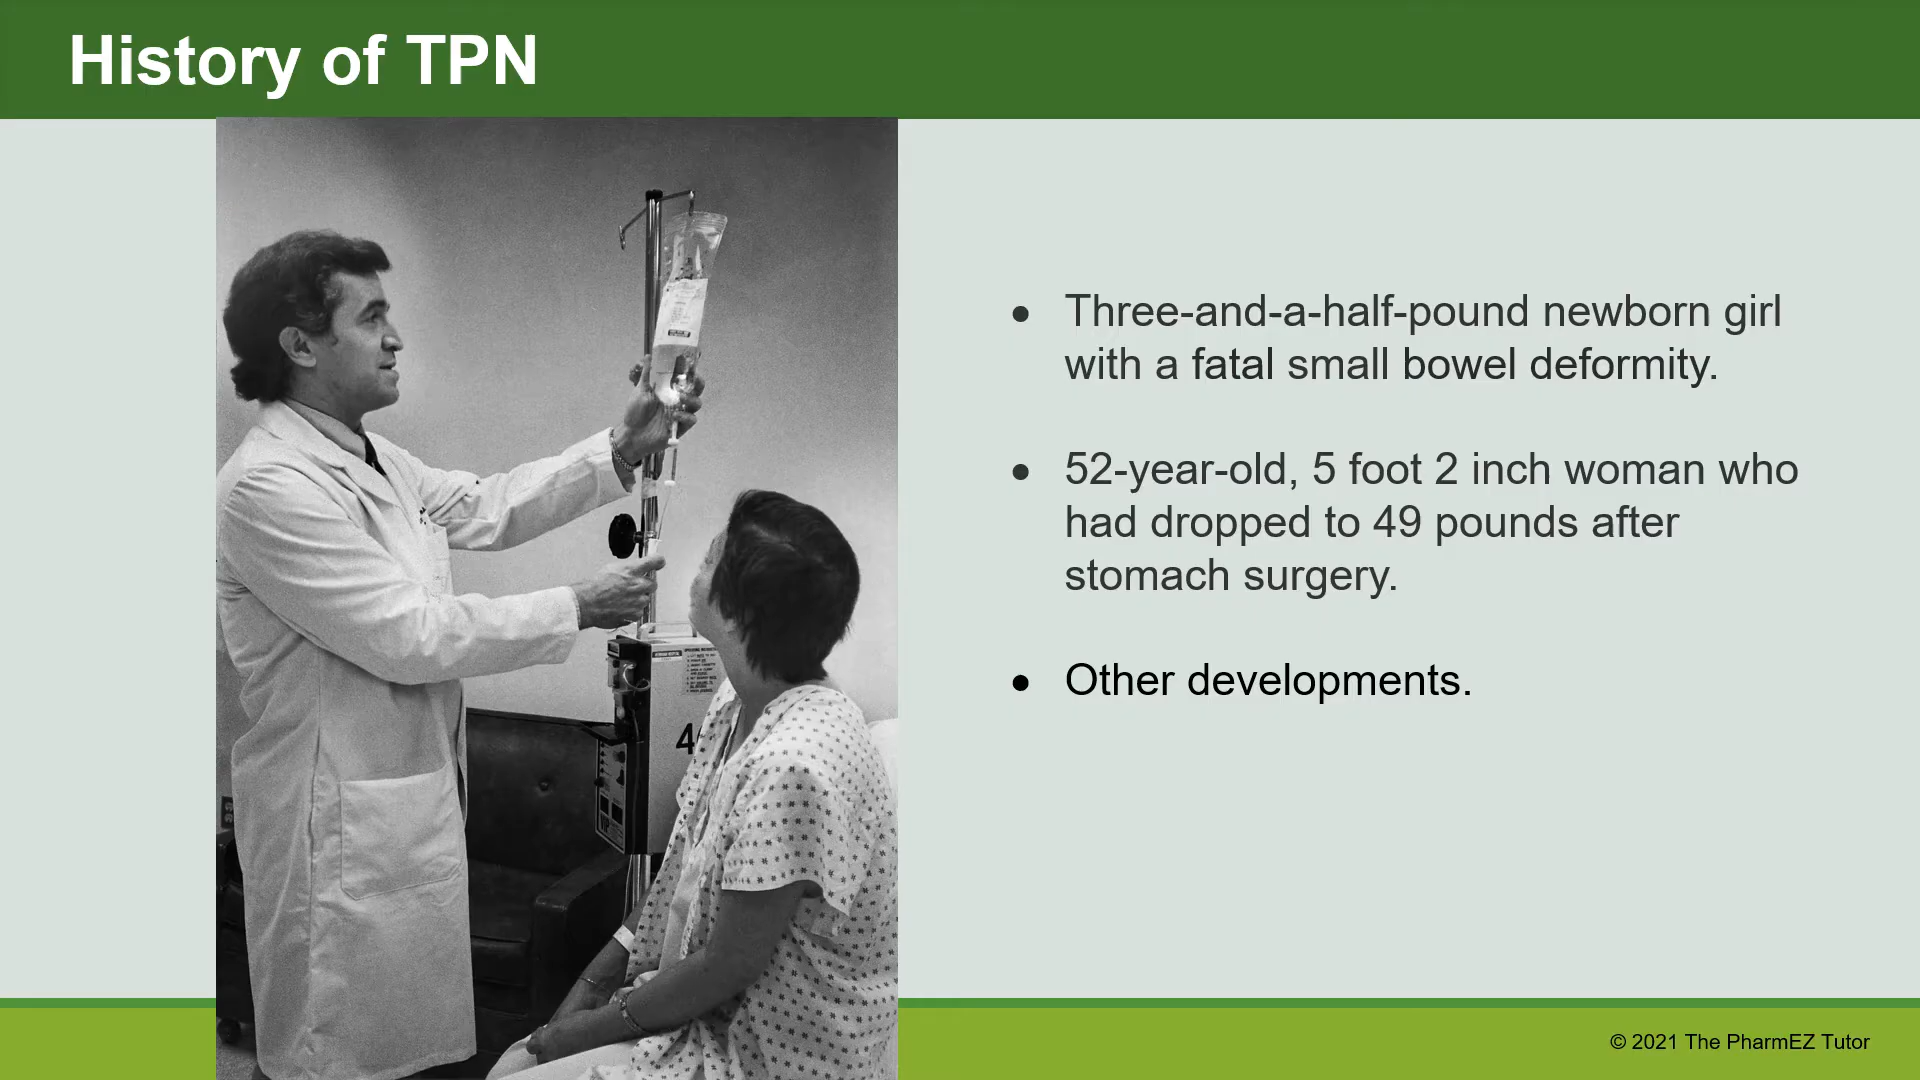 History of TPN
• Three-and-a-half-pound newborn girl
with a fatal small bowel deformity.
• 52-year-old, 5 foot 2 inch woman who
had dropped to 49 pounds after
stomach surgery.
• Other developments.
4
© 2021 The PharmEZ Tutor